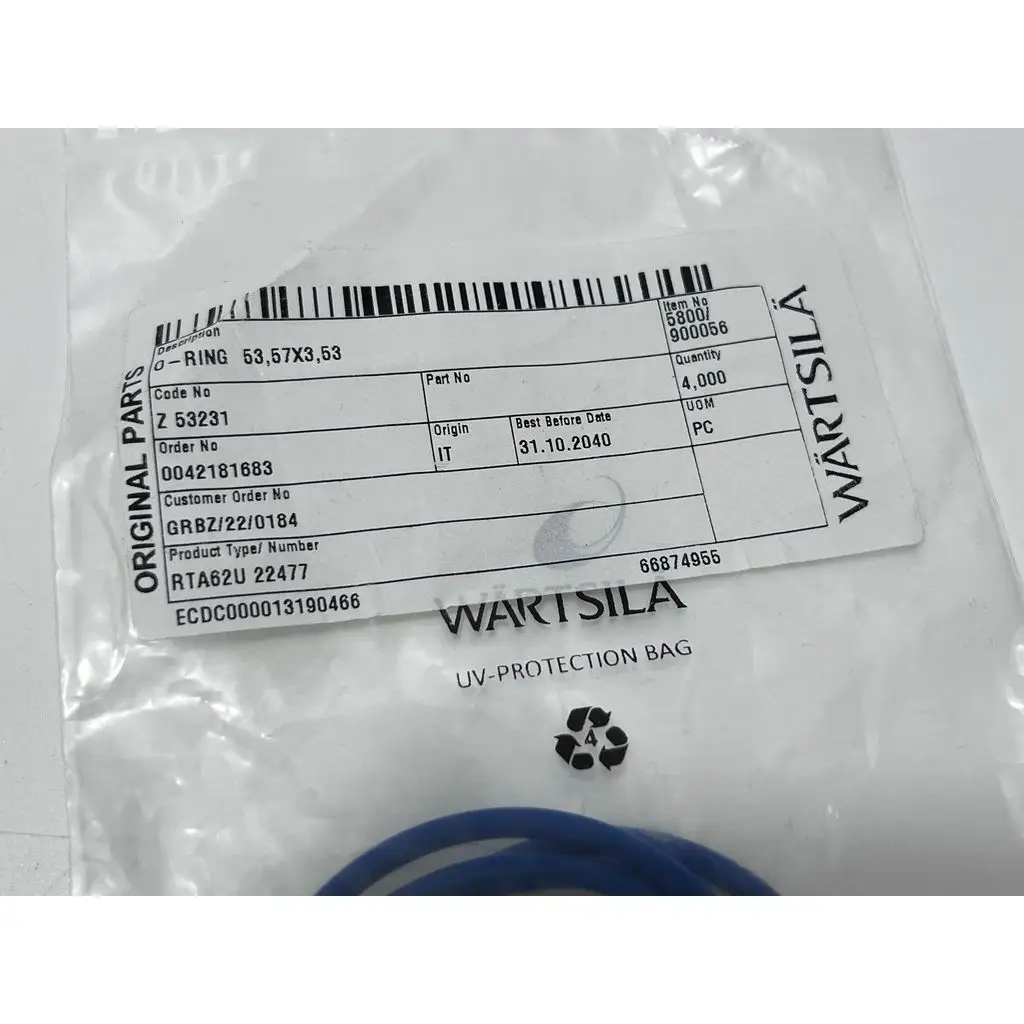 ORIGINAL PARTS
Description
O-RING 53,57X3,53
Item No
5800/
900056
Code No
Z 53231
Part No
Quantity
4,000
Order No
0042181683
Origin
IT
Best Before Date
31.10.2040
UOM
PC
Customer Order No
GRBZ/22/0184
Product Type/ Number
RTA62U 22477
ECDC000013190466
66874955
WÄRTSILÄ
WÄRTSILÄ
UV-PROTECTION BAG
4